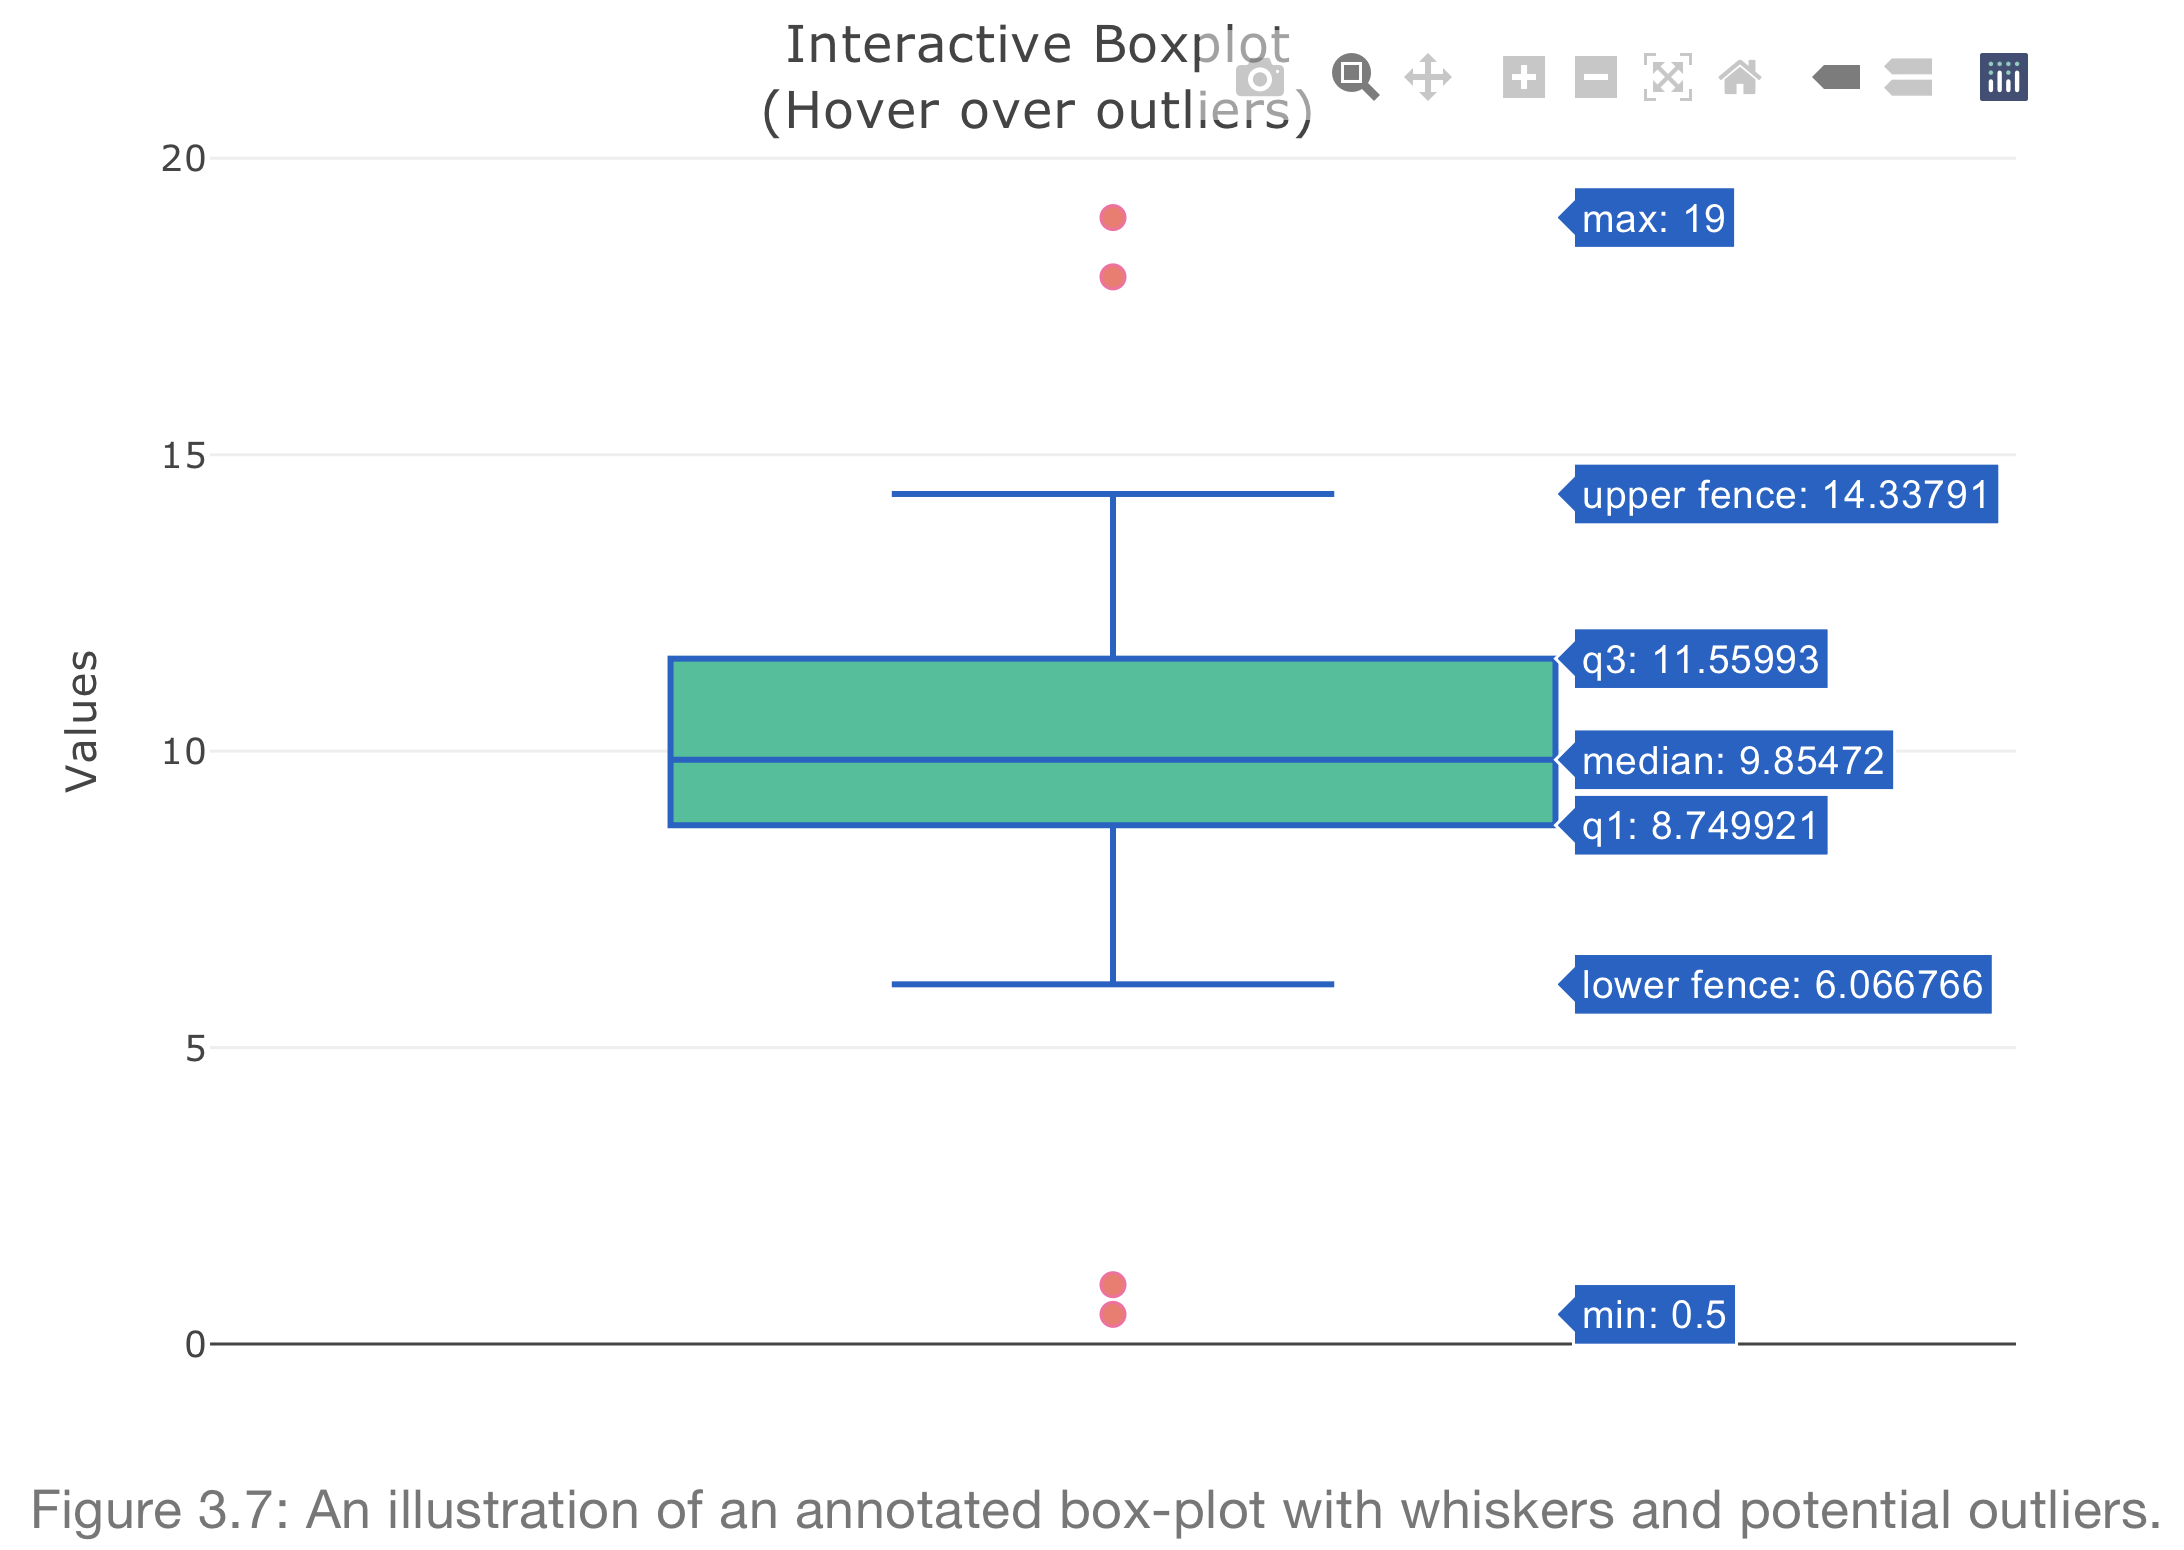 Interactive Boxplot
(Hover over outliers)
20
max: 19
15
upper fence: 14.33791
q3: 11.55993
Values
10
median: 9.85472
q1: 8.749921
lower fence: 6.066766
5
min: 0.5
0
Figure 3.7: An illustration of an annotated box-plot with whiskers and potential outliers.